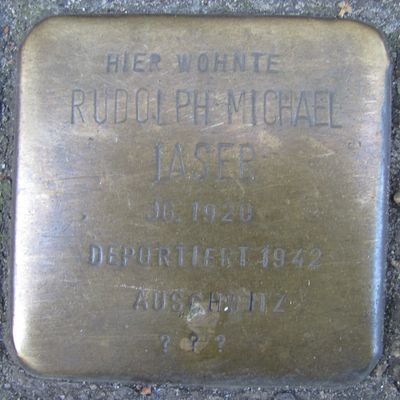 HIER WOHNTE
RUDOLPH MICHAEL
JASER
JG. 1920
DEPORTIERT 1942
AUSCHWITZ
? ? ?